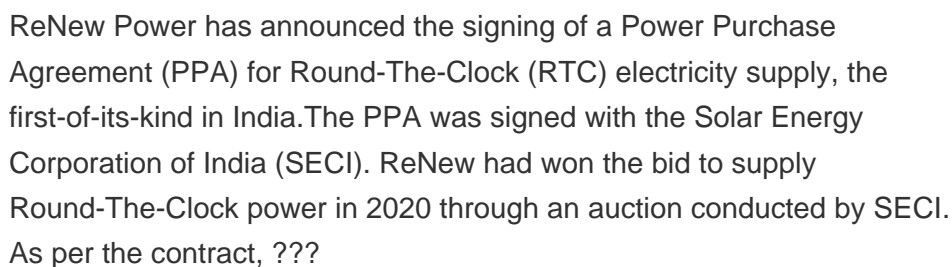 ReNew Power has announced the signing of a Power Purchase
Agreement (PPA) for Round-The-Clock (RTC) electricity supply, the
first-of-its-kind in India.The PPA was signed with the Solar Energy
Corporation of India (SECI). ReNew had won the bid to supply
Round-The-Clock power in 2020 through an auction conducted by SECI.
As per the contract, ???